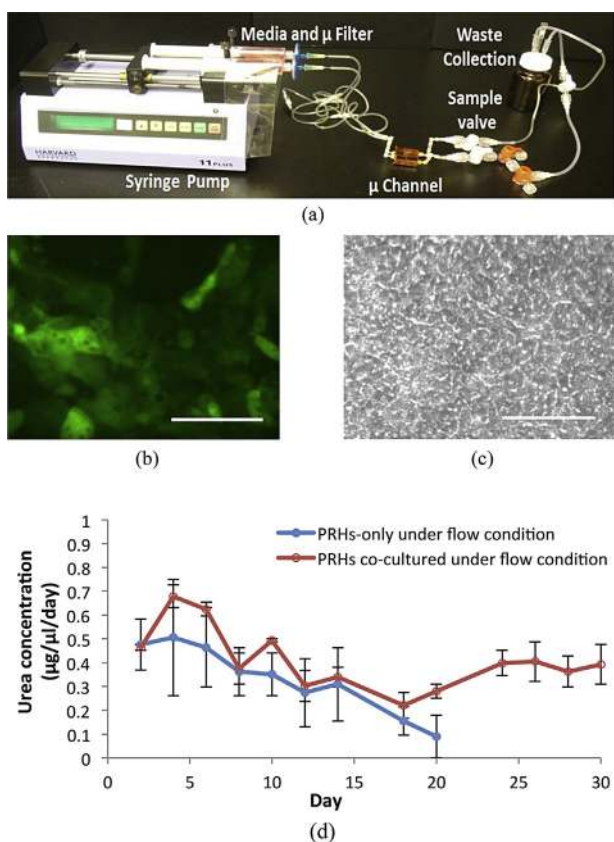 Media and μ Filter
Waste
Collection
Sample
valve
HARVARD
11 PLUS
Syringe Pump
μ Channel
(a)
(b)
(c)
1
0.9
0.8
0.7
0.6
0.5
0.4
0.3
0.2
0.1
0
Urea concentration
(μg/μl/day)
PRHs-only under flow condition
PRHs co-cultured under flow condition
0
5
10
15
20
25
30
Day
(d)